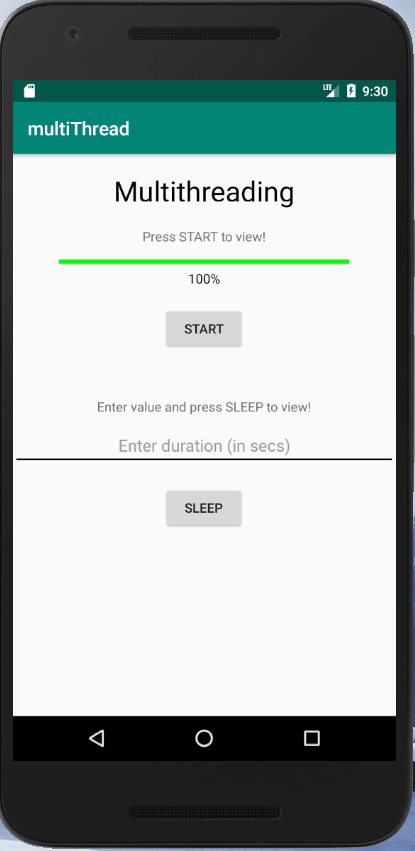 LTE 9:30
multiThread
Multithreading
Press START to view!
100%
START
Enter value and press SLEEP to view!
Enter duration (in secs)
SLEEP